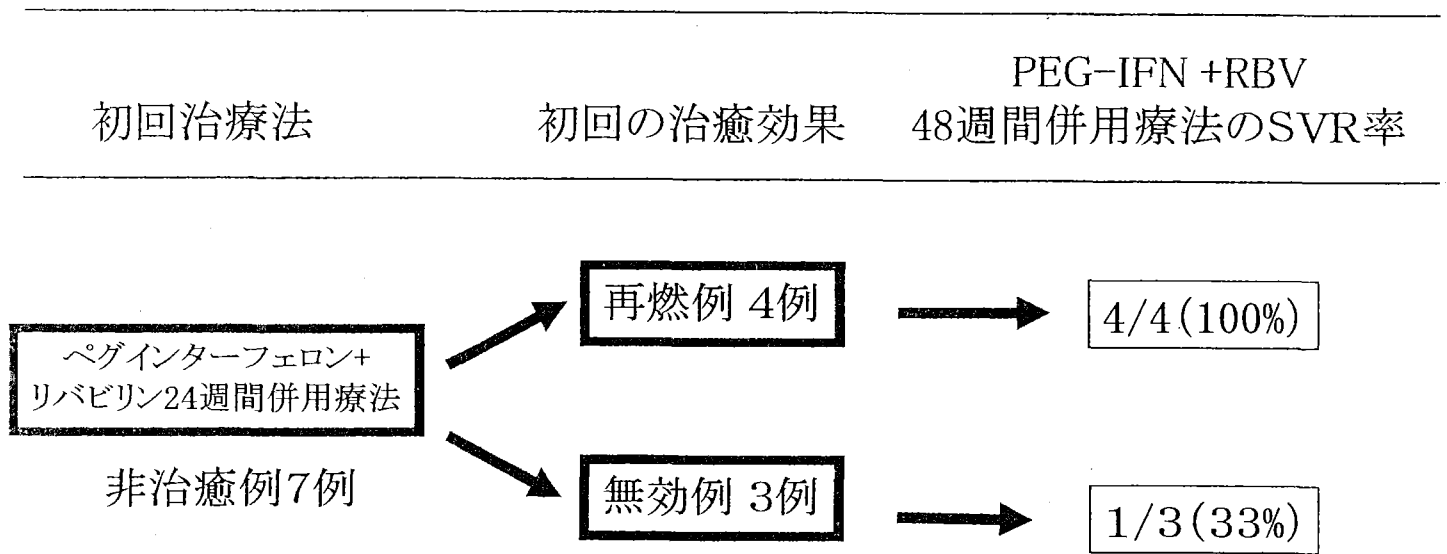 初回治療法
初回の治癒効果
PEG-IFN +RBV
48週間併用療法のSVR率
ペグインターフェロン+
リバビリン24週間併用療法
非治癒例7例
再燃例 4例
4/4(100%)
無効例 3例
1/3(33%)